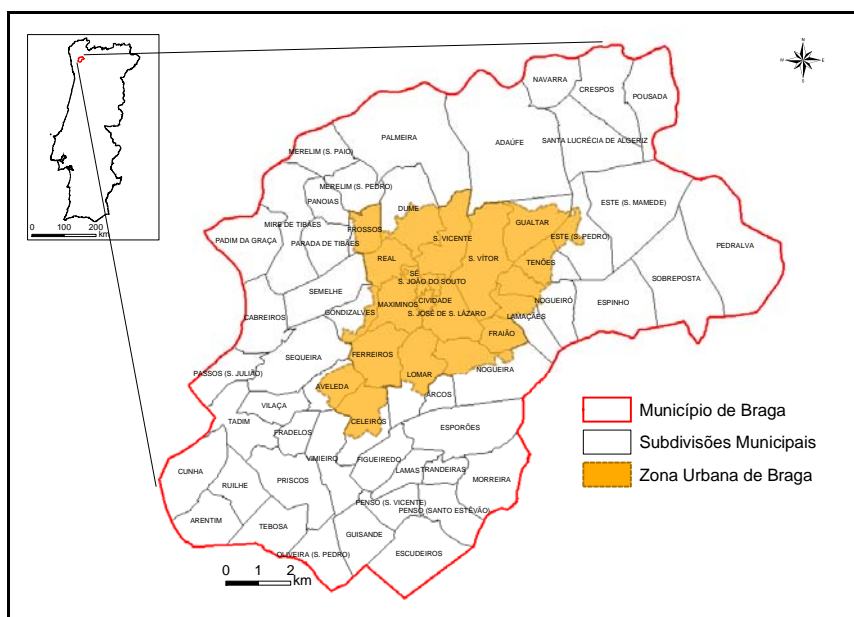 NAVARRA
CRESPOS
POUSADA
PALMEIRA
ADAÚFE
SANTA LUCRÉCIA DE ALGERIZ
MERELIM (S. PAIO)
MERELIM (S. PEDRO)
PANOIAS
DUME
ESTE (S. MAMEDE)
MIRE DE TIBÃES
FROSSOS
GUALTAR
PADIM DA GRAÇA
PARADA DE TIBÃES
S. VICENTE
ESTE (S. PEDRO)
PEDRALVA
REAL
S. VÍTOR
TENÕES
SÉ
S. JOÃO DO SOUTO
SOBREPOSTA
SEMELHE
MAXIMINOS
CIVIDADE
NOGUEIRÓ
ESPINHO
CABREIROS
GONDIZALVES
S. JOSÉ DE S. LÁZARO
LAMAÇÃES
FRAIÃO
SEQUEIRA
FERREIROS
PASSOS (S. JULIÃO)
LOMAR
NOGUEIRA
AVELEDA
ARCOS
VILAÇA
TADIM
CELEIRÓS
ESPORÕES
FRADELOS
VIMIEIRO
FIGUEIREDO
CUNHA
LAMAS
TRANDEIRAS
RUILHE
PRISCOS
MORREIRA
PENSO (S. VICENTE)
PENSO (SANTO ESTÊVÃO)
ARENTIM
TEBOSA
GUISANDE
OLIVEIRA (S. PEDRO)
ESCUDEIROS
N
W E
S
0 100 200
km
Município de Braga
Subdivisões Municipais
Zona Urbana de Braga
0 1 2
km